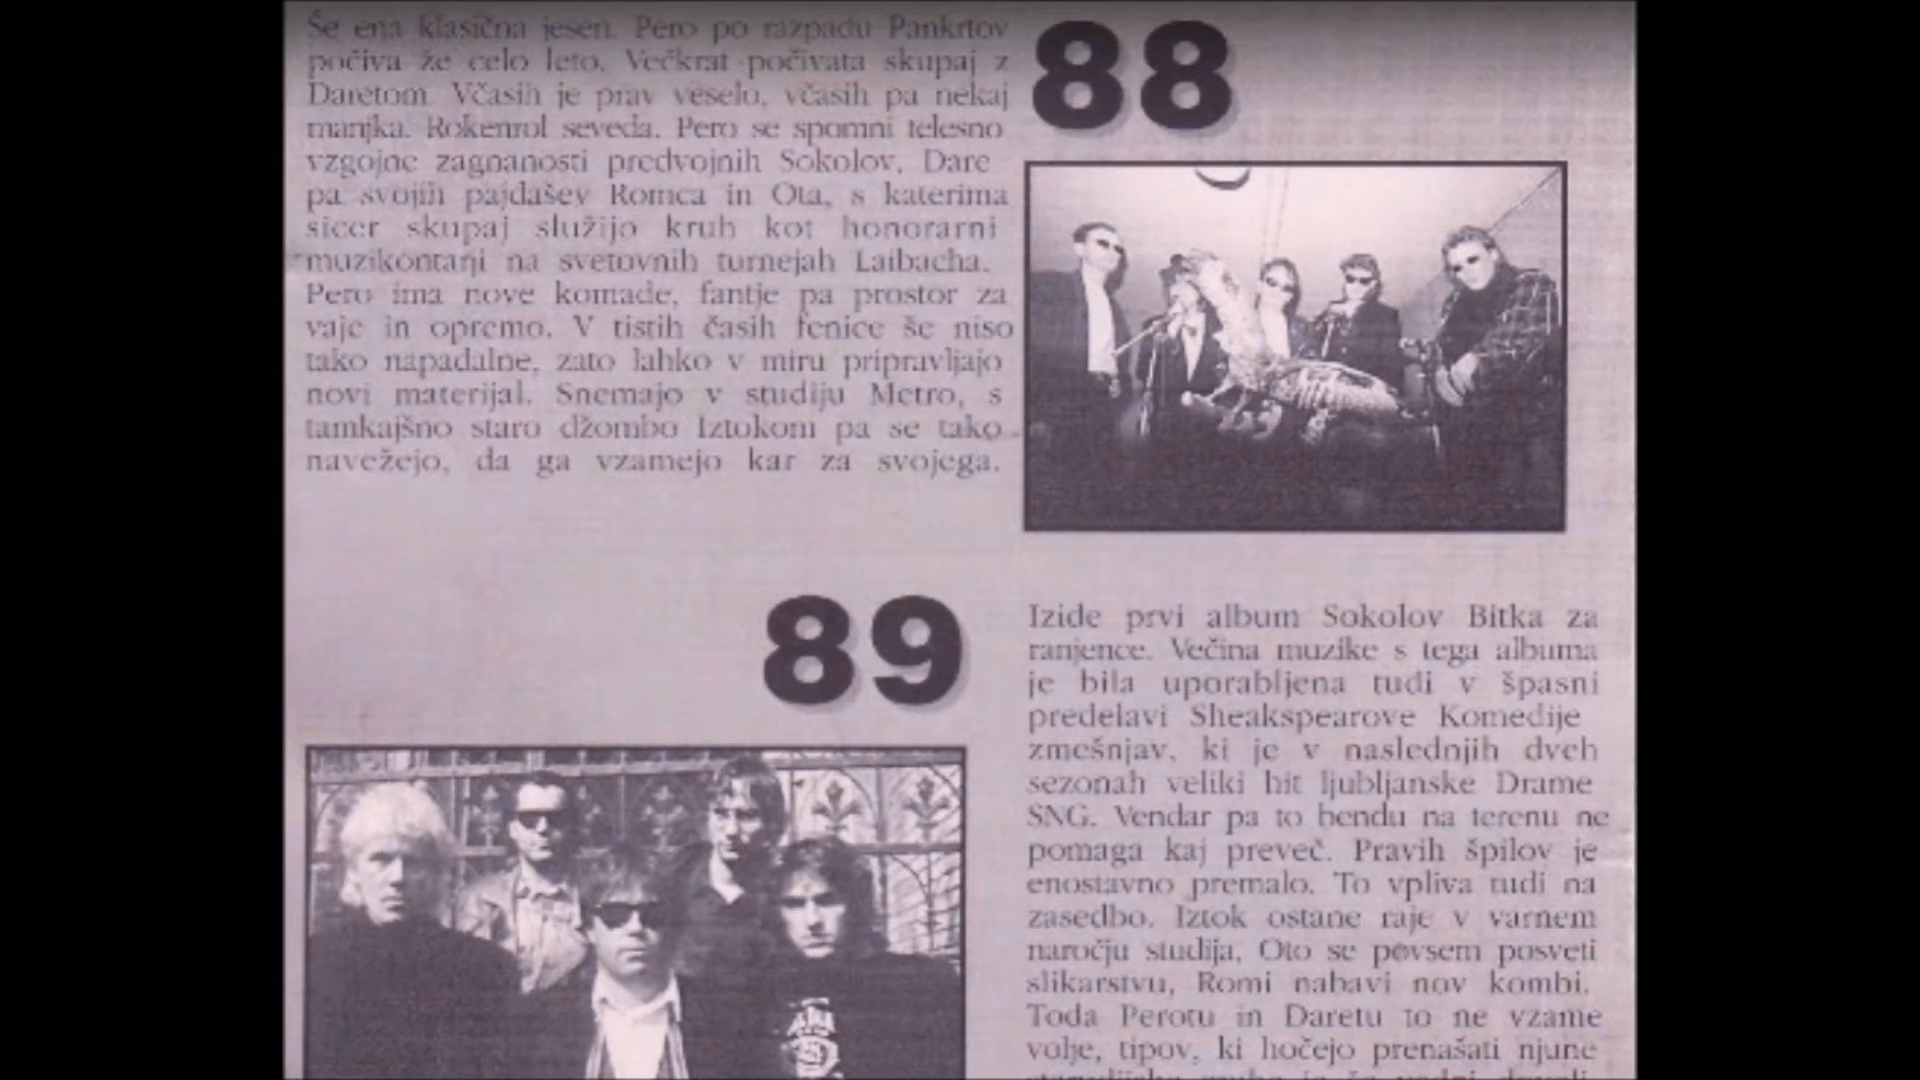 Še ena klasična jesen. Pero po razpadu Pankrtov
počiva že celo leto. Večkrat počivata skupaj z
Daretom. Včasih je prav veselo, včasih pa nekaj
manjka. Rokenrol seveda. Pero se spomni telesno
vzgojne zagnanosti predvojnih Sokolov, Dare
pa svojih pajdašev Romca in Ota, s katerima
sicer skupaj služijo kruh kot honorarni
muzikontarji na svetovnih turnejah Laibacha.
Pero ima nove komade, fantje pa prostor za
vaje in opremo. V tistih časih fenice še niso
tako napadalne, zato lahko v miru pripravljajo
novi materijal. Snemajo v studiju Metro, s
tamkajšno staro džombo Iztokom pa se tako
navežejo, da ga vzamejo kar za svojega.
88
89
Izide prvi album Sokolov Bitka za
ranjence. Večina muzike s tega albuma
je bila uporabljena tudi v špasni
predelavi Sheakspearove Komedije
zmešnjav, ki je v naslednjih dveh
sezonah veliki hit ljubljanske Drame
SNG. Vendar pa to bendu na terenu ne
pomaga kaj preveč. Pravih špilov je
enostavno premalo. To vpliva tudi na
zasedbo. Iztok ostane raje v varnem
naročju studija, Oto se povsem posveti
slikarstvu, Romi nabavi nov kombi.
Toda Perotu in Daretu to ne vzame
volje, tipov, ki hočejo prenašati njune